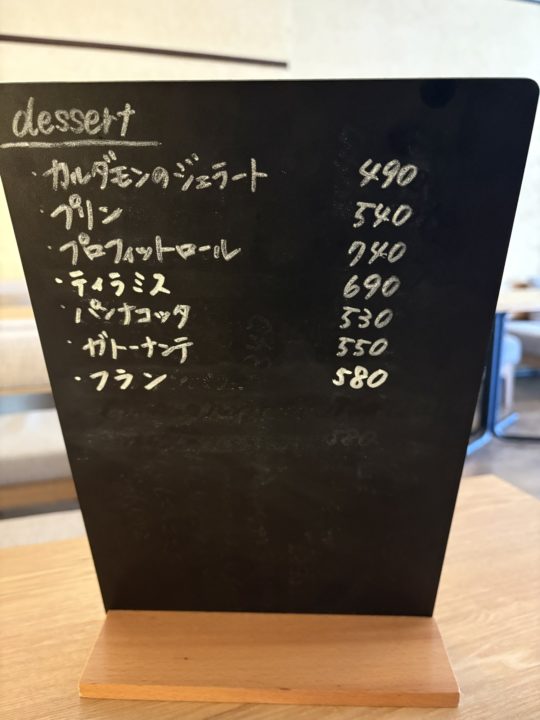 dessert
・カルダモンのジェラート 490
・プリン 540
・プロフィットロール 740
・ティラミス 690
・パンナコッタ 530
・ガトーナンテ 550
・フラン 580